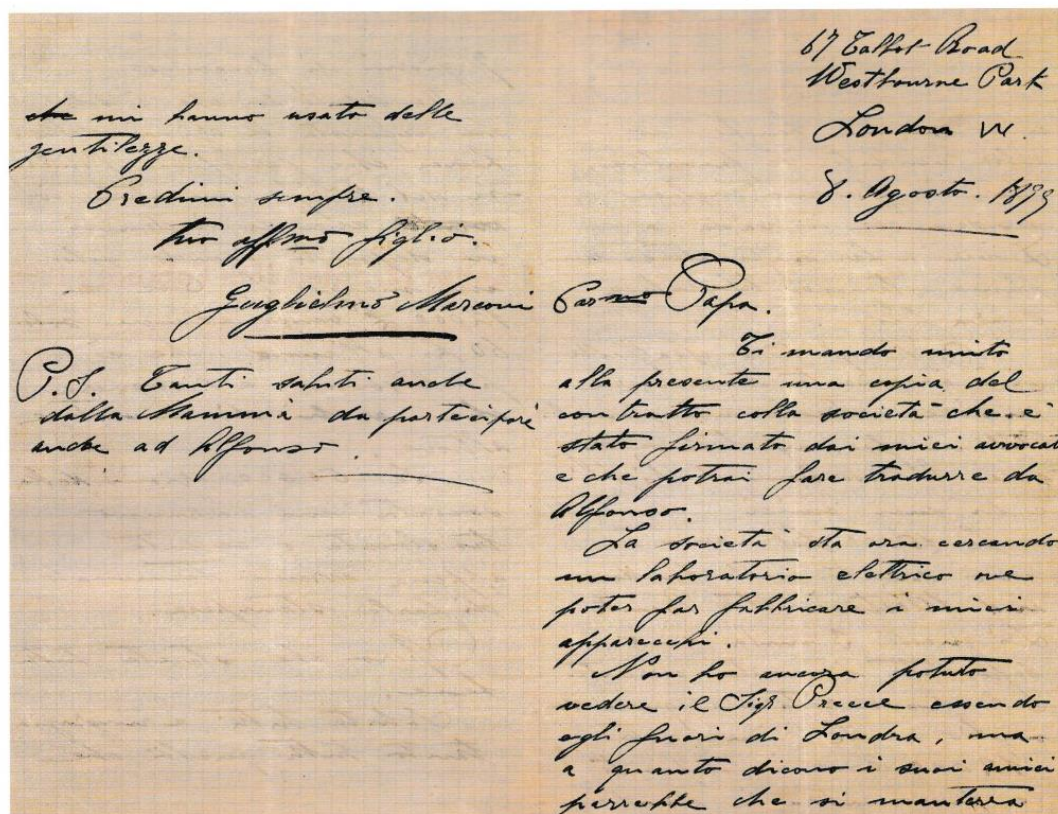 67 Talbot Road
Westbourne Park
London W.
8. Agosto. 1899
Carmo Papa.
Ti mando unito
alla presente una copia del
contratto colla società che è
stato firmato dai miei avvocati
e che potrai fare tradurre da
Alfonso.
La società sta ora cercando
un laboratorio elettrico ove
poter far fabbricare i miei
apparecchi.
Non ho ancora potuto
vedere il Sigr. Preece essendo
egli fuori di Londra, ma
a quanto dicono i suoi amici
parrebbe che si manterrà
che mi hanno usato delle
gentilezze.
Credimi sempre.
tuo affmo figlio.
Guglielmo Marconi
P.S. Tanti saluti anche
dalla Mamma da partecipare
anche ad Alfonso.